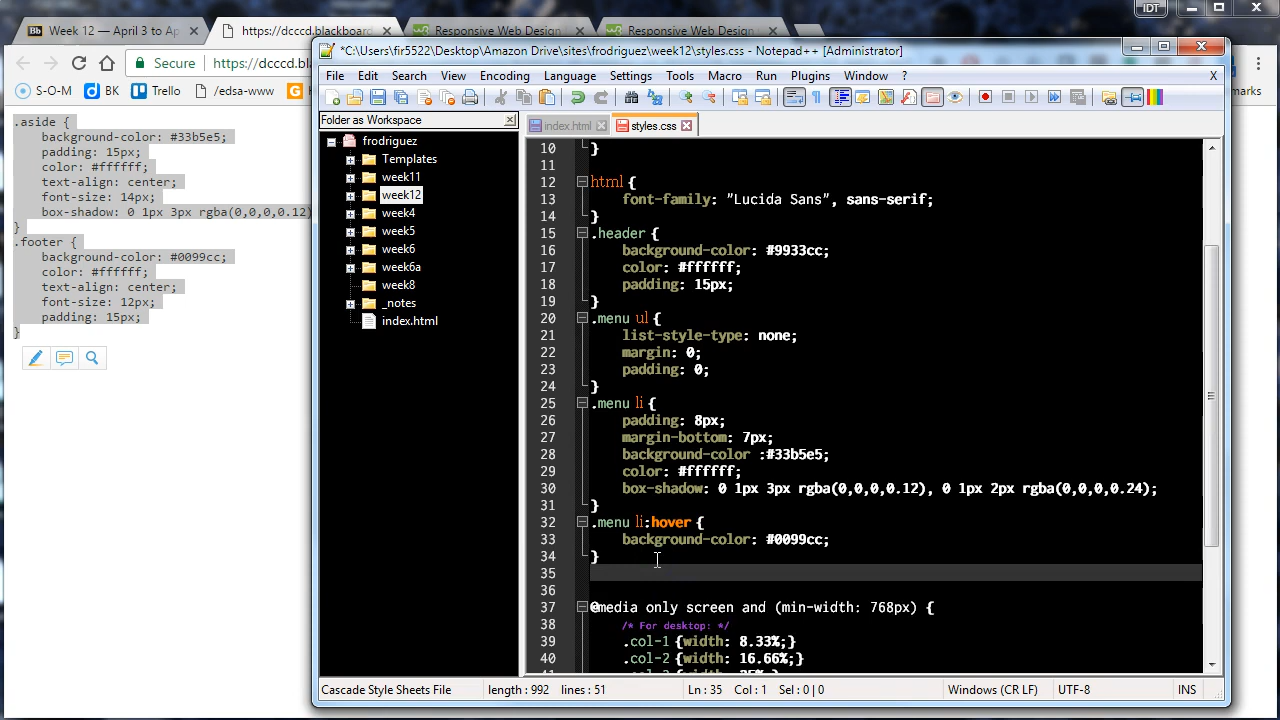 IDT
Week 12 — April 3 to Ap
https://dcccd.blackboard
Responsive Web Design
Responsive Web Design
Secure
https://dcccd.bla
S-O-M
BK
Trello
/edsa-www
marks
.aside {
background-color: #33b5e5;
padding: 15px;
color: #ffffff;
text-align: center;
font-size: 14px;
box-shadow: 0 1px 3px rgba(0,0,0,0.12)
}
.footer {
background-color: #0099cc;
color: #ffffff;
text-align: center;
font-size: 12px;
padding: 15px;
}
*C:\Users\fir5522\Desktop\Amazon Drive\sites\frodriguez\week12\styles.css - Notepad++ [Administrator]
File Edit Search View Encoding Language Settings Tools Macro Run Plugins Window ? X
Folder as Workspace
frodriguez
Templates
week11
week12
week4
week5
week6
week6a
week8
_notes
index.html
index.html styles.css
10 }
11
12 html {
13 font-family: "Lucida Sans", sans-serif;
14 }
15 .header {
16 background-color: #9933cc;
17 color: #ffffff;
18 padding: 15px;
19 }
20 .menu ul {
21 list-style-type: none;
22 margin: 0;
23 padding: 0;
24 }
25 .menu li {
26 padding: 8px;
27 margin-bottom: 7px;
28 background-color :#33b5e5;
29 color: #ffffff;
30 box-shadow: 0 1px 3px rgba(0,0,0,0.12), 0 1px 2px rgba(0,0,0,0.24);
31 }
32 .menu li:hover {
33 background-color: #0099cc;
34 }
35
36
37 @media only screen and (min-width: 768px) {
38 /* For desktop: */
39 .col-1 {width: 8.33%;}
40 .col-2 {width: 16.66%;}
Cascade Style Sheets File length : 992 lines : 51 Ln : 35 Col : 1 Sel : 0 | 0 Windows (CR LF) UTF-8 INS